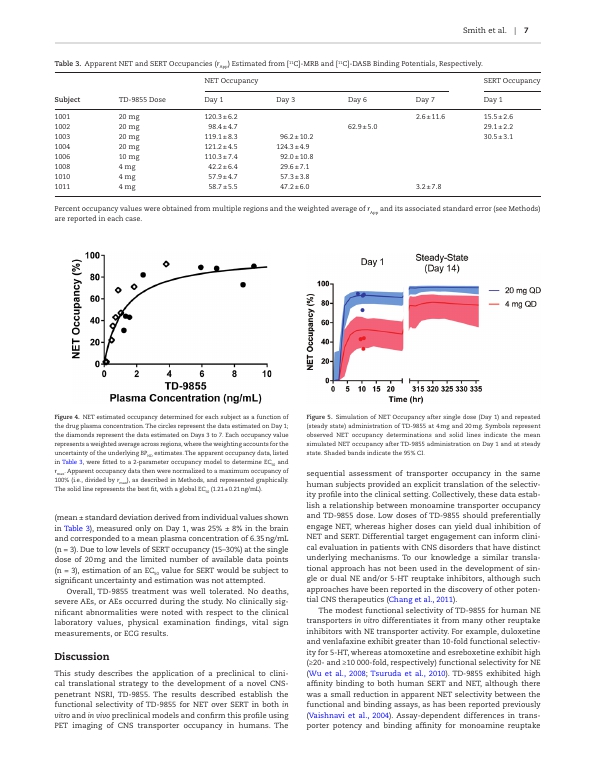 Smith et al. | 7
Table 3. Apparent NET and SERT Occupancies (rApp) Estimated from [11C]-MRB and [11C]-DASB Binding Potentials, Respectively.
NET Occupancy SERT Occupancy
Subject TD-9855 Dose Day 1 Day 3 Day 6 Day 7 Day 1
1001 20 mg 120.3±6.2 2.6±11.6 15.5±2.6
1002 20 mg 98.4±4.7 62.9±5.0 29.1±2.2
1003 20 mg 119.1±8.3 96.2±10.2 30.5±3.1
1004 20 mg 121.2±4.5 124.3±4.9
1006 10 mg 110.3±7.4 92.0±10.8
1008 4 mg 42.2±6.4 29.6±7.1
1010 4 mg 57.9±4.7 57.3±3.8
1011 4 mg 58.7±5.5 47.2±6.0 3.2±7.8
Percent occupancy values were obtained from multiple regions and the weighted average of rApp and its associated standard error (see Methods)
are reported in each case.
NET Occupancy (%)
100
80
60
40
20
0
0 2 4 6 8 10
TD-9855
Plasma Concentration (ng/mL)
Figure 4. NET estimated occupancy determined for each subject as a function of
the drug plasma concentration. The circles represent the data estimated on Day 1;
the diamonds represent the data estimated on Days 3 to 7. Each occupancy value
represents a weighted average across regions, where the weighting accounts for the
uncertainty of the underlying BPND estimates. The apparent occupancy data, listed
in Table 3, were fitted to a 2-parameter occupancy model to determine EC50 and
rmax. Apparent occupancy data then were normalized to a maximum occupancy of
100% (i.e., divided by rmax), as described in Methods, and represented graphically.
The solid line represents the best fit, with a global EC50 (1.21±0.21 ng/mL).
(mean ± standard deviation derived from individual values shown
in Table 3), measured only on Day 1, was 25% ± 8% in the brain
and corresponded to a mean plasma concentration of 6.35 ng/mL
(n = 3). Due to low levels of SERT occupancy (15–30%) at the single
dose of 20 mg and the limited number of available data points
(n = 3), estimation of an EC50 value for SERT would be subject to
significant uncertainty and estimation was not attempted.
Overall, TD-9855 treatment was well tolerated. No deaths,
severe AEs, or AEs occurred during the study. No clinically sig-
nificant abnormalities were noted with respect to the clinical
laboratory values, physical examination findings, vital sign
measurements, or ECG results.
Discussion
This study describes the application of a preclinical to clini-
cal translational strategy to the development of a novel CNS-
penetrant NSRI, TD-9855. The results described establish the
functional selectivity of TD-9855 for NET over SERT in both in
vitro and in vivo preclinical models and confirm this profile using
PET imaging of CNS transporter occupancy in humans. The
Day 1 Steady-State
(Day 14)
NET Occupancy (%)
100
80
60
40
20
0
20 mg QD
4 mg QD
0 5 10 15 20 315 320 325 330 335
Time (hr)
Figure 5. Simulation of NET Occupancy after single dose (Day 1) and repeated
(steady state) administration of TD-9855 at 4 mg and 20 mg. Symbols represent
observed NET occupancy determinations and solid lines indicate the mean
simulated NET occupancy after TD-9855 administration on Day 1 and at steady
state. Shaded bands indicate the 95% CI.
sequential assessment of transporter occupancy in the same
human subjects provided an explicit translation of the selectiv-
ity profile into the clinical setting. Collectively, these data estab-
lish a relationship between monoamine transporter occupancy
and TD-9855 dose. Low doses of TD-9855 should preferentially
engage NET, whereas higher doses can yield dual inhibition of
NET and SERT. Differential target engagement can inform clini-
cal evaluation in patients with CNS disorders that have distinct
underlying mechanisms. To our knowledge a similar transla-
tional approach has not been used in the development of sin-
gle or dual NE and/or 5-HT reuptake inhibitors, although such
approaches have been reported in the discovery of other poten-
tial CNS therapeutics (Chang et al., 2011).
The modest functional selectivity of TD-9855 for human NE
transporters in vitro differentiates it from many other reuptake
inhibitors with NE transporter activity. For example, duloxetine
and venlafaxine exhibit greater than 10-fold functional selectiv-
ity for 5-HT, whereas atomoxetine and esreboxetine exhibit high
(≥20- and ≥10 000-fold, respectively) functional selectivity for NE
(Wu et al., 2008; Tsuruda et al., 2010). TD-9855 exhibited high
affinity binding to both human SERT and NET, although there
was a small reduction in apparent NET selectivity between the
functional and binding assays, as has been reported previously
(Vaishnavi et al., 2004). Assay-dependent differences in trans-
porter potency and binding affinity for monoamine reuptake